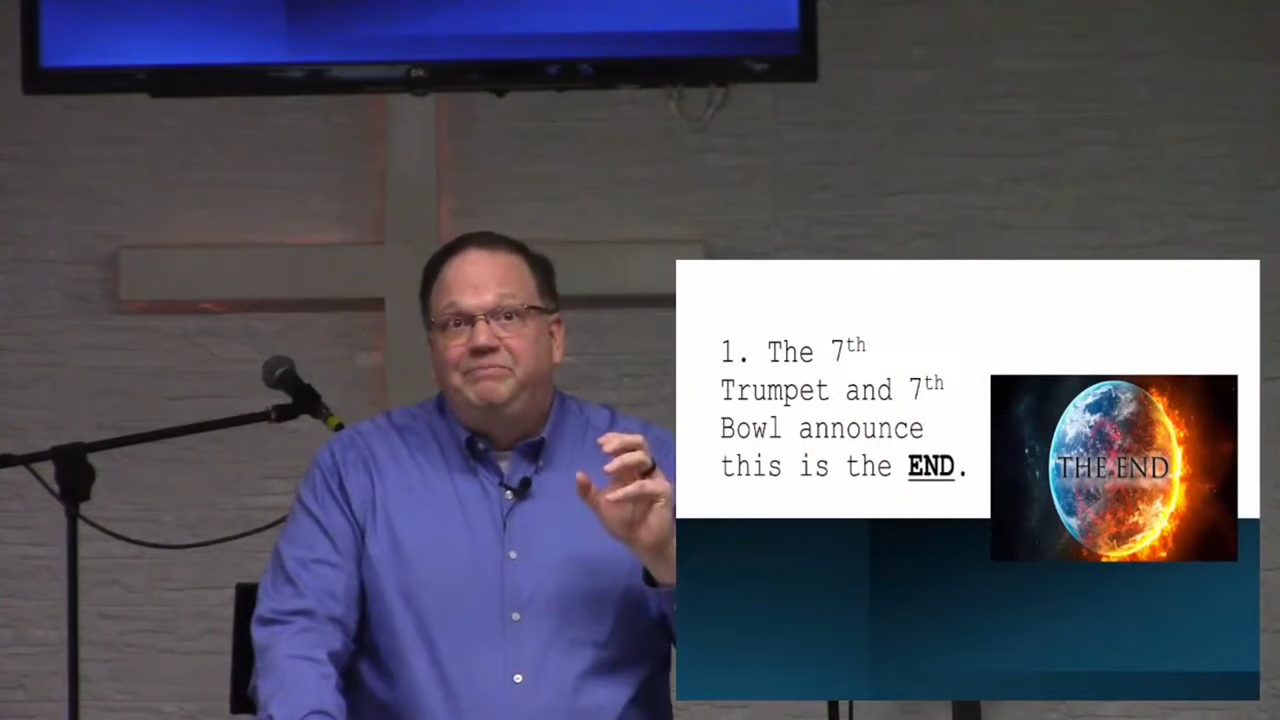 1. The 7th
Trumpet and 7th
Bowl announce
this is the END.
THE END